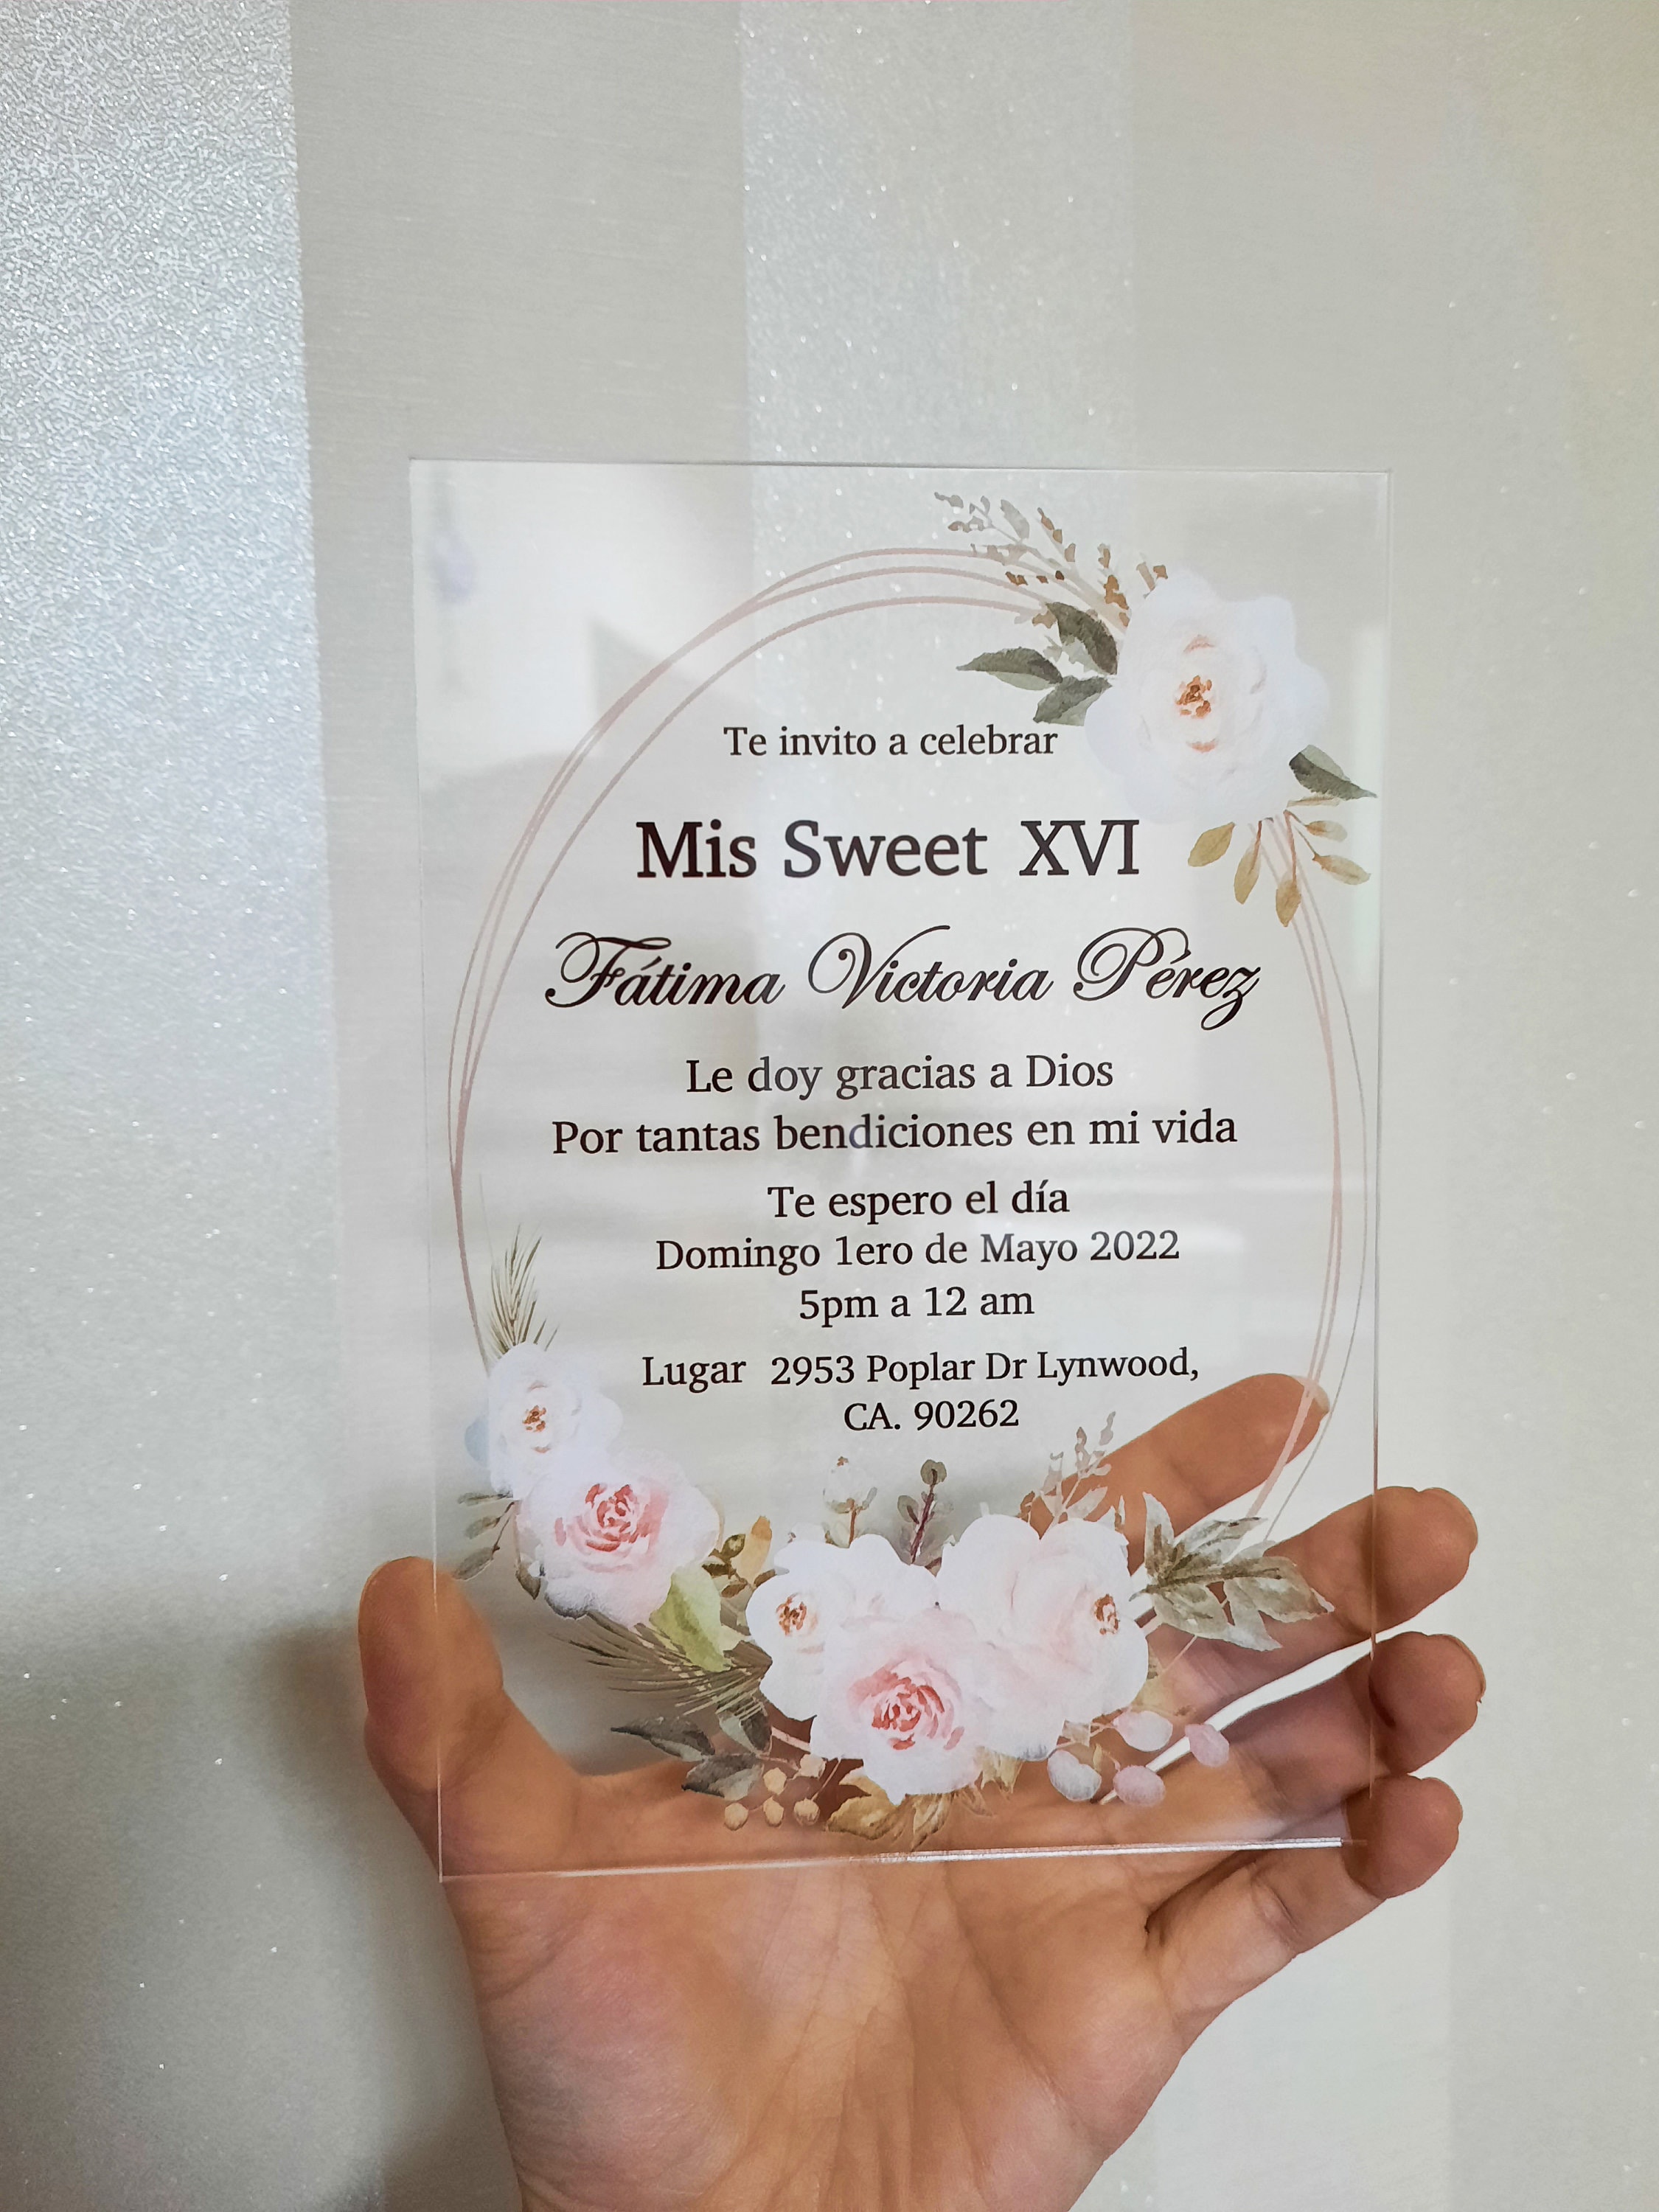 Te invito a celebrar
Mis Sweet XVI
Fátima Victoria Pérez
Le doy gracias a Dios
Por tantas bendiciones en mi vida
Te espero el día
Domingo 1ero de Mayo 2022
5pm a 12 am
Lugar 2953 Poplar Dr Lynwood,
CA. 90262